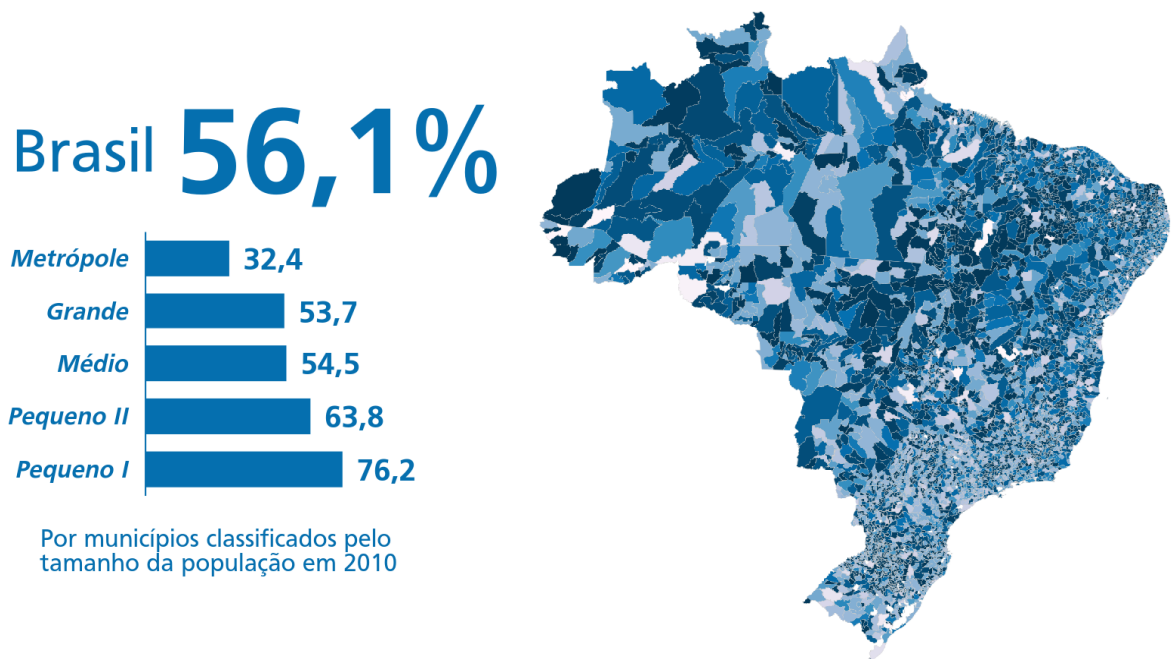 Brasil 56,1%
Metrópole 32,4
Grande 53,7
Médio 54,5
Pequeno II 63,8
Pequeno I 76,2
Por municípios classificados pelo
tamanho da população em 2010